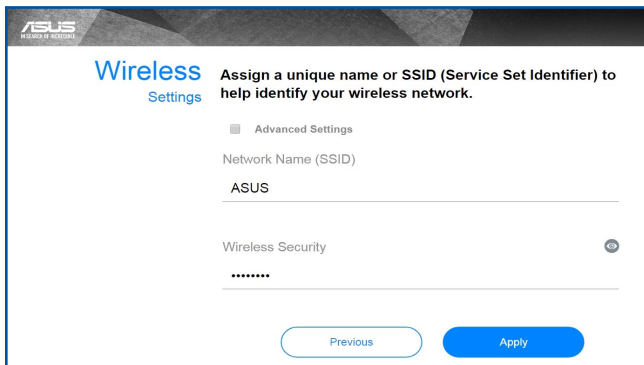 ASUS
IN SEARCH OF INCREDIBLE
Wireless
Settings
Assign a unique name or SSID (Service Set Identifier) to
help identify your wireless network.
Advanced Settings
Network Name (SSID)
ASUS
Wireless Security
••••••••
Previous
Apply